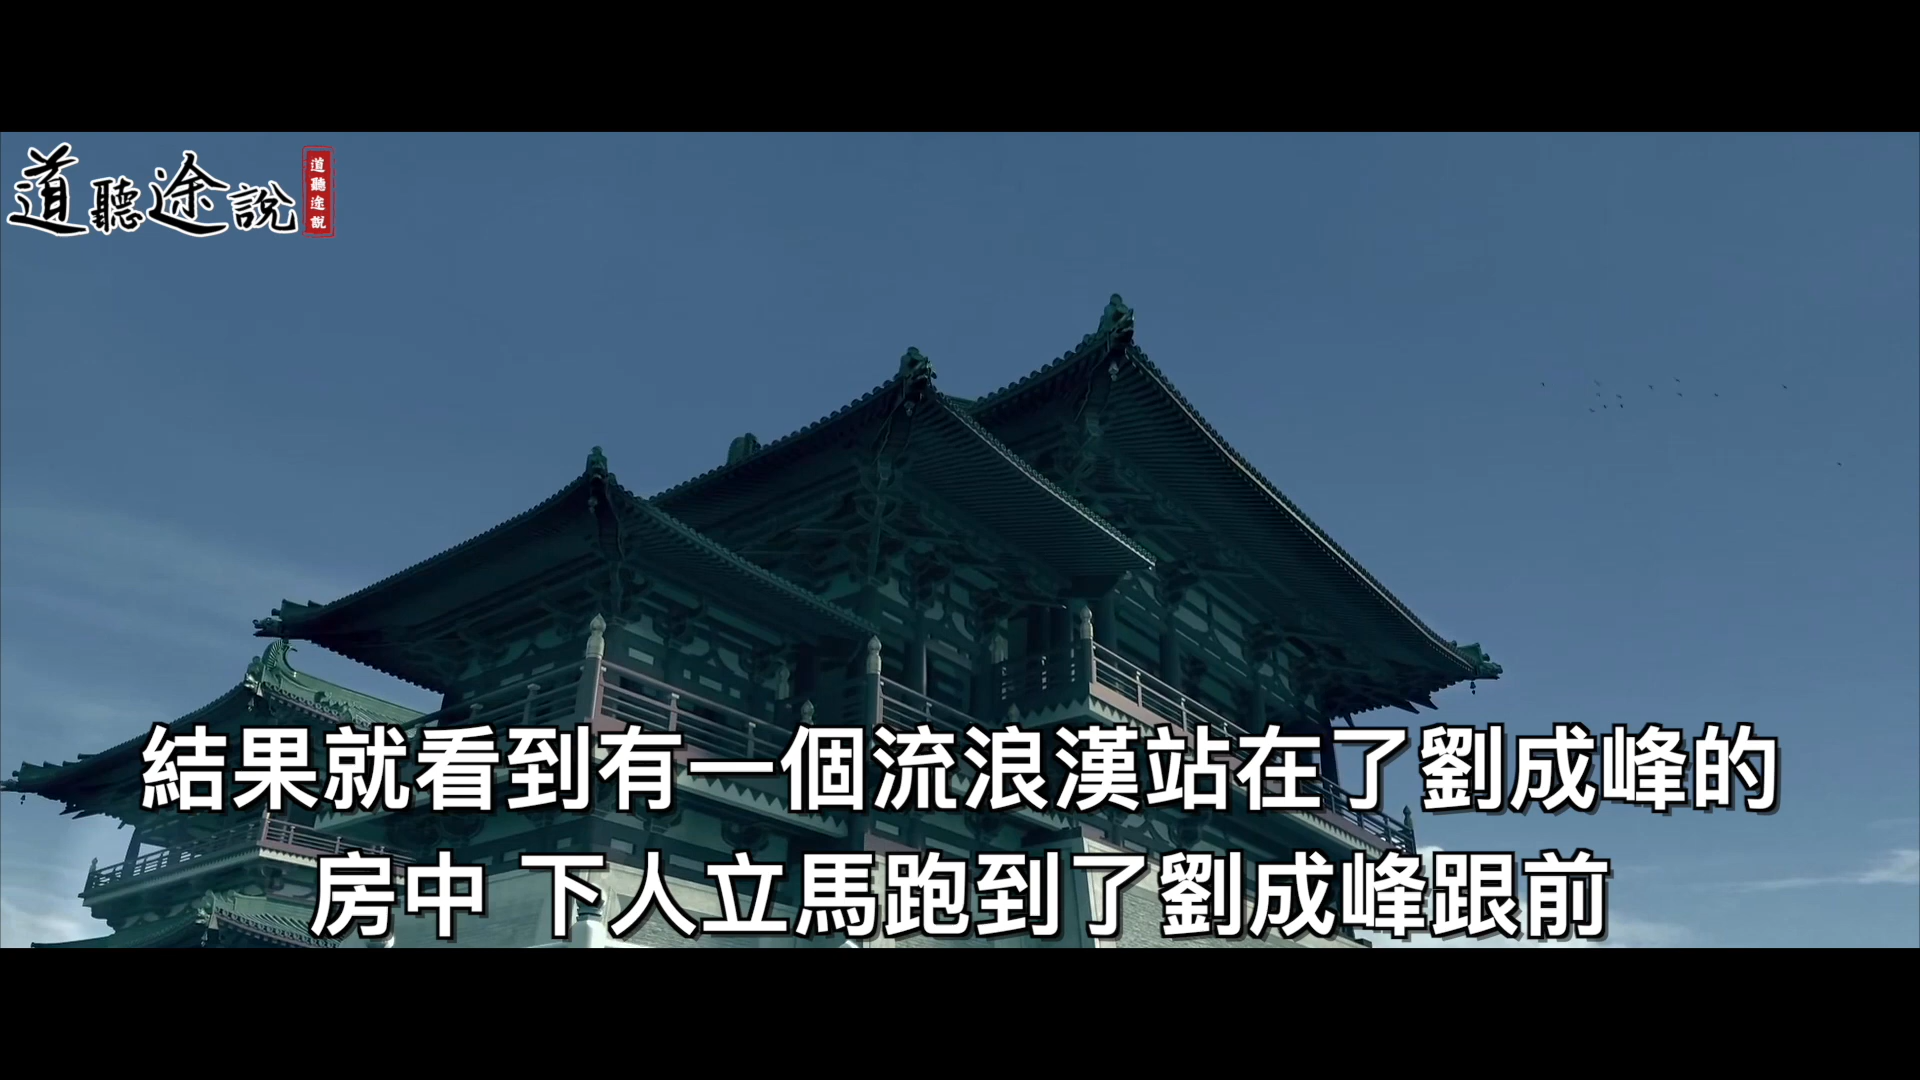 道聽途說
道聽途說
結果就看到有一個流浪漢站在了劉成峰的
房中 下人立馬跑到了劉成峰跟前